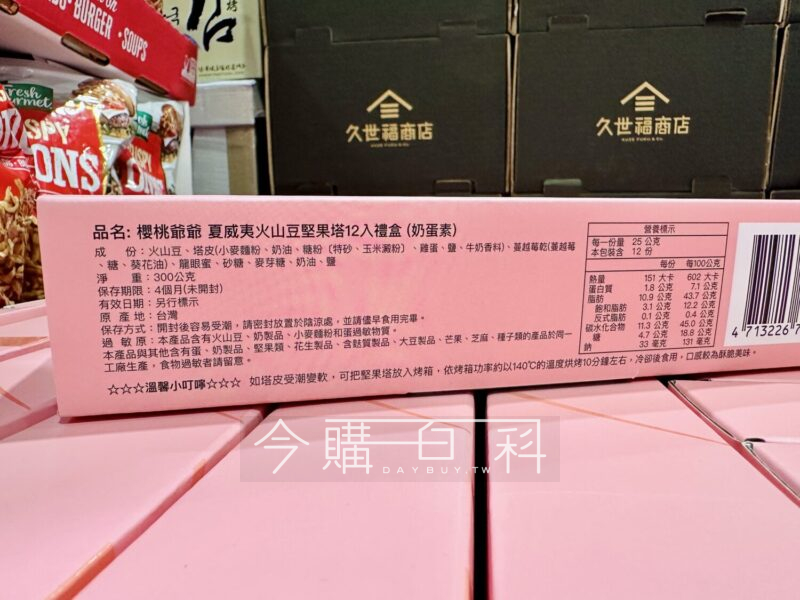 BURGER
SOUPS
Fresh
久世福商店
久世福商店
品名: 櫻桃爺爺 夏威夷火山豆堅果塔12入禮盒 (奶蛋素)
成 份：火山豆、塔皮(小麥麵粉、奶油、糖粉〔特砂、玉米澱粉〕、雞蛋、鹽、牛奶香料)、蔓越莓乾(蔓越莓
、糖、葵花油)、龍眼蜜、砂糖、麥芽糖、奶油、鹽
淨 重：300公克
保存期限：4個月(未開封)
有效日期：另行標示
原 產 地：台灣
保存方式：開封後容易受潮，請密封放置於陰涼處，並請儘早食用完畢。
過 敏 原：本產品含有火山豆、奶製品、小麥麵粉和蛋過敏物質。
本產品與其他含有蛋、奶製品、堅果類、花生製品、含麩質製品、大豆製品、芒果、芝麻、種子類的產品於同一
工廠生產，食物過敏者請留意。
☆☆☆溫馨小叮嚀☆☆☆ 如塔皮受潮變軟，可把堅果塔放入烤箱，依烤箱功率約以140℃的溫度烘烤10分鐘左右，冷卻後食用，口感較為酥脆美味。
營養標示
每一份量 25 公克
本包裝含 12 份
每份 每100公克
熱量 151 大卡 602 大卡
蛋白質 1.8 公克 7.1 公克
脂肪 10.9 公克 43.7 公克
飽和脂肪 3.1 公克 12.2 公克
反式脂肪 0.1 公克 0.4 公克
碳水化合物 11.3 公克 45.0 公克
糖 4.7 公克 18.8 公克
鈉 33 毫克 131 毫克
4 713226
今購百科
DAYBUY.TW